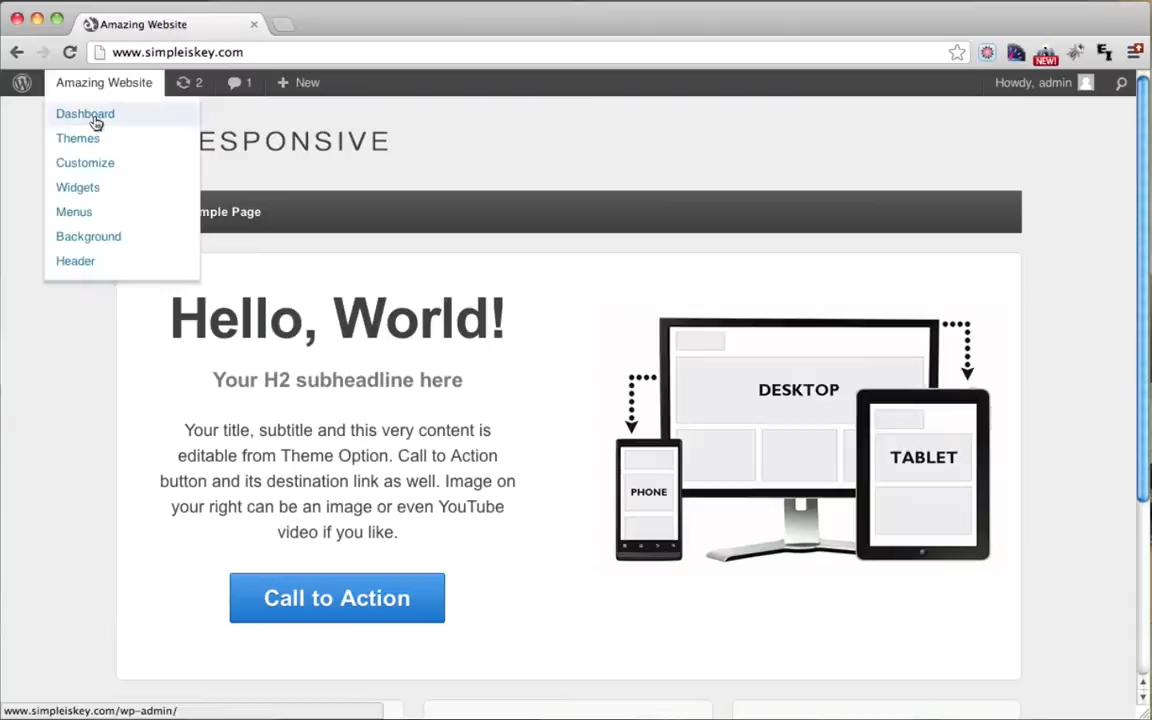 Amazing Website
www.simpleiskey.com
NEW!
Amazing Website
2
1
New
Howdy, admin
Dashboard
Themes
Customize
Widgets
Menus
Background
Header
ESPONSIVE
mple Page
Hello, World!
Your H2 subheadline here
Your title, subtitle and this very content is
editable from Theme Option. Call to Action
button and its destination link as well. Image on
your right can be an image or even YouTube
video if you like.
Call to Action
DESKTOP
TABLET
PHONE
www.simpleiskey.com/wp-admin/